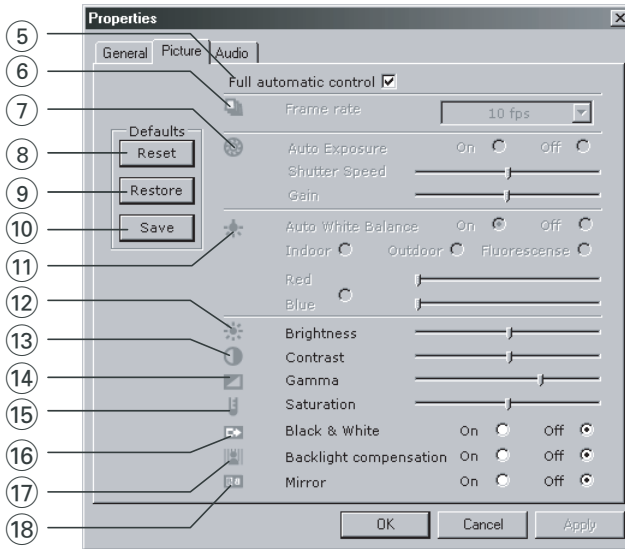 Properties
General Picture Audio
5 Full automatic control
6 Frame rate 10 fps
7 Auto Exposure On Off
Defaults
Shutter Speed
8 Reset
Gain
9 Restore
10 Save
11 Auto White Balance On Off
Indoor Outdoor Fluorescense
Red
Blue
12 Brightness
13 Contrast
14 Gamma
15 Saturation
16 Black & White On Off
17 Backlight compensation On Off
18 Mirror On Off
OK Cancel Apply